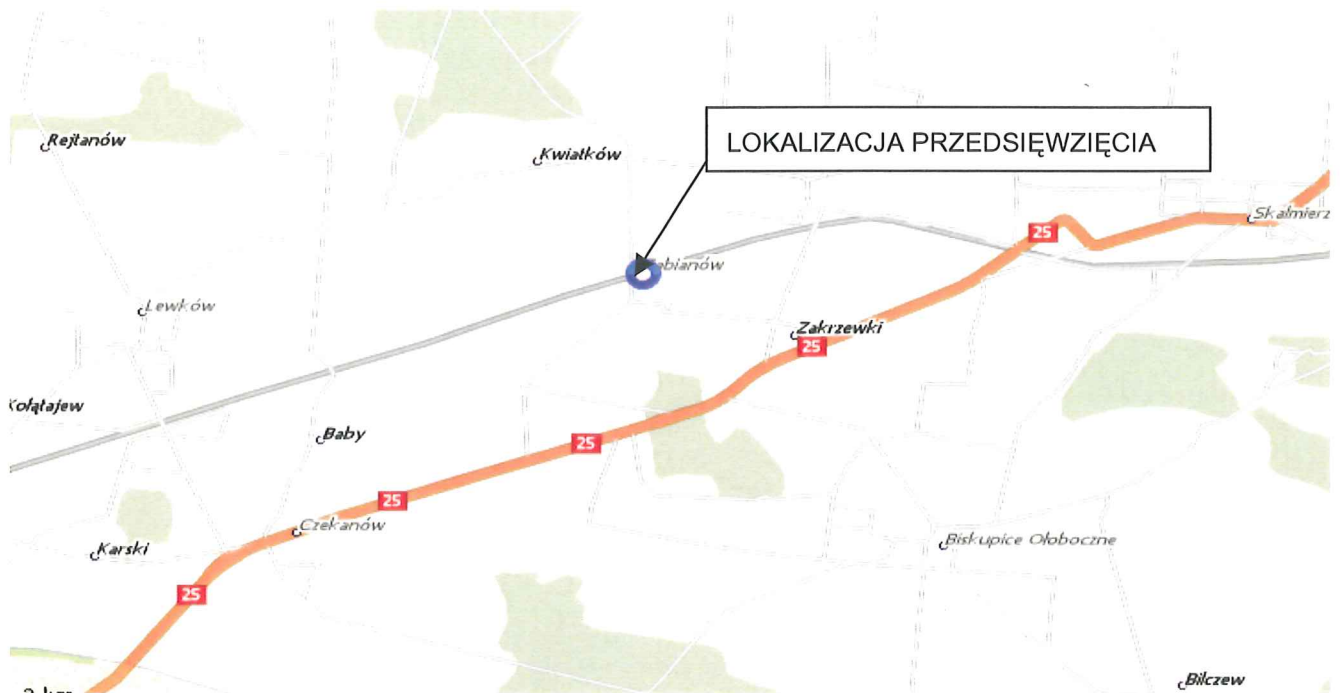 Rejtanów
Kwiatków
LOKALIZACJA PRZEDSIĘWZIĘCIA
Skalmierz
25
Lewków
Zakrzewki
25
Kołątajew
Baby
25
25
Czekanów
Karski
Biskupice Ołoboczne
25
Bilczew